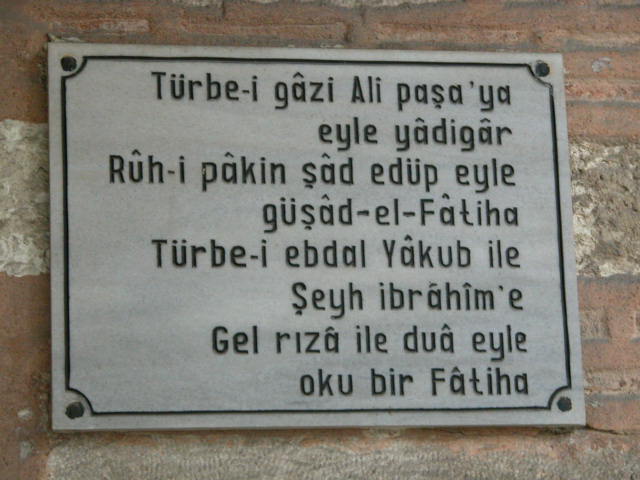 Türbe-i gâzi Ali paşa'ya
eyle yâdigâr
Rûh-i pâkin şâd edüp eyle
güşâd-el-Fâtiha
Türbe-i ebdal Yâkub ile
Şeyh ibrâhîm'e
Gel rızâ ile duâ eyle
oku bir Fâtiha